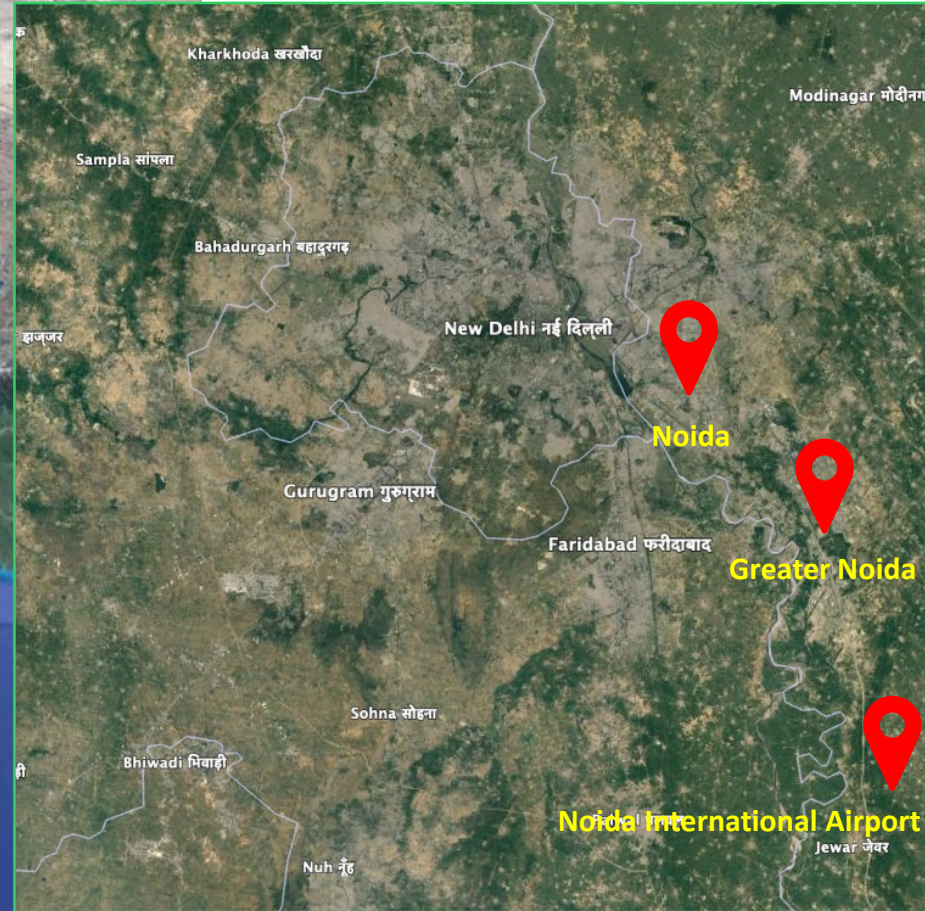 Kharkhoda खरखौदा
Modinagar मोदीनग
Sampla सांपला
Bahadurgarh बहादुरगढ़
New Delhi नई दिल्ली
झज्जर
Noida
Gurugram गुरुग्राम
Faridabad फरीदाबाद
Greater Noida
Sohna सोहना
Bhiwadi भिवाड़ी
ड़ी
Noida International Airport
Jewar जेवर
Nuh नूँह